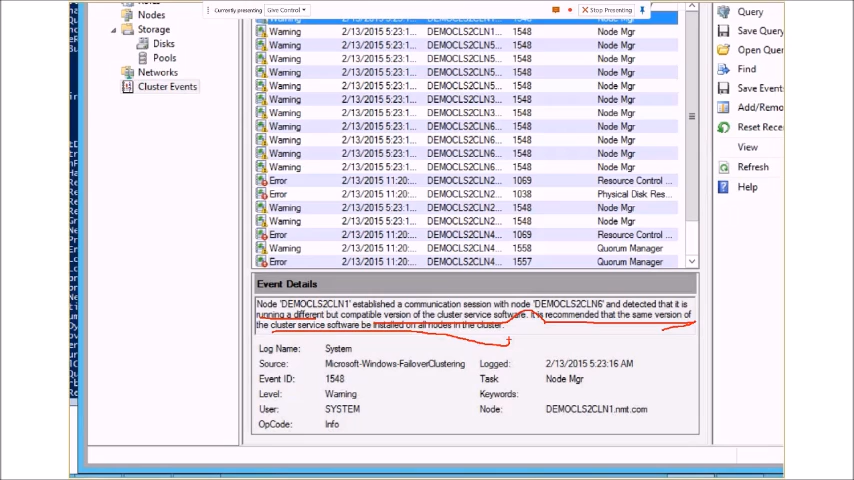 Currently presenting Give Control Stop Presenting
Nodes
Storage
Disks
Pools
Networks
Cluster Events
Warning 2/13/2015 5:23:1... DEMOCLS2CLN1... 1548 Node Mgr
Warning 2/13/2015 5:23:1... DEMOCLS2CLN1... 1548 Node Mgr
Warning 2/13/2015 5:23:1... DEMOCLS2CLN5... 1548 Node Mgr
Warning 2/13/2015 5:23:1... DEMOCLS2CLN5... 1548 Node Mgr
Warning 2/13/2015 5:23:1... DEMOCLS2CLN5... 1548 Node Mgr
Warning 2/13/2015 5:23:1... DEMOCLS2CLN3... 1548 Node Mgr
Warning 2/13/2015 5:23:1... DEMOCLS2CLN3... 1548 Node Mgr
Warning 2/13/2015 5:23:1... DEMOCLS2CLN6... 1548 Node Mgr
Warning 2/13/2015 5:23:1... DEMOCLS2CLN6... 1548 Node Mgr
Warning 2/13/2015 5:23:1... DEMOCLS2CLN6... 1548 Node Mgr
Warning 2/13/2015 5:23:1... DEMOCLS2CLN6... 1548 Node Mgr
Error 2/13/2015 11:20:... DEMOCLS2CLN2... 1069 Resource Control ...
Error 2/13/2015 11:20:... DEMOCLS2CLN2... 1038 Physical Disk Res...
Warning 2/13/2015 11:20:... DEMOCLS2CLN2... 1548 Node Mgr
Warning 2/13/2015 11:20:... DEMOCLS2CLN2... 1548 Node Mgr
Error 2/13/2015 11:20:... DEMOCLS2CLN4... 1069 Resource Control ...
Warning 2/13/2015 11:20:... DEMOCLS2CLN4... 1558 Quorum Manager
Error 2/13/2015 11:20:... DEMOCLS2CLN4... 1557 Quorum Manager
Event Details
Node 'DEMOCLS2CLN1' established a communication session with node 'DEMOCLS2CLN6' and detected that it is
running a different but compatible version of the cluster service software. It is recommended that the same version of
the cluster service software be installed on all nodes in the cluster.
Log Name: System
Source: Microsoft-Windows-FailoverClustering Logged: 2/13/2015 5:23:16 AM
Event ID: 1548 Task Node Mgr
Level: Warning Keywords:
User: SYSTEM Node: DEMOCLS2CLN1.nmt.com
OpCode: Info
Query
Save Query
Open Quer
Find
Save Event
Add/Remo
Reset Rece
View
Refresh
Help